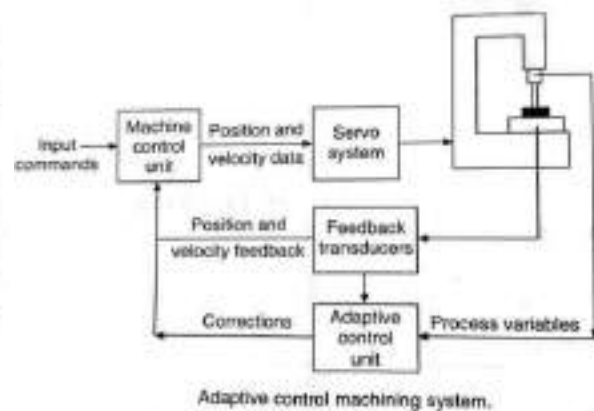 Input
commands
Machine
control
unit
Position and
velocity data
Servo
system
Position and
velocity feedback
Feedback
transducers
Corrections
Adaptive
control
unit
Process variables
Adaptive control machining system.